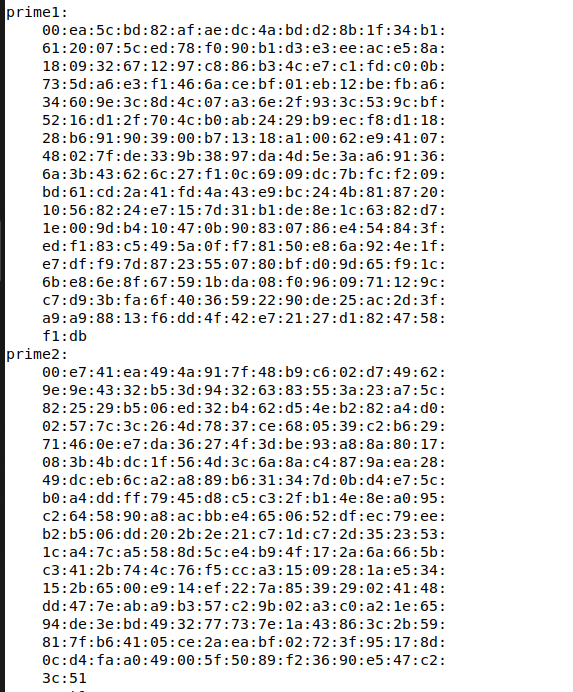 prime1:
00:ea:5c:bd:82:af:ae:dc:4a:bd:d2:8b:1f:34:b1:
61:20:07:5c:ed:78:f0:90:b1:d3:e3:ee:ac:e5:8a:
18:09:32:67:12:97:c8:86:b3:4c:e7:c1:fd:c0:0b:
73:5d:a6:e3:f1:46:6a:ce:bf:01:eb:12:be:fb:a6:
34:60:9e:3c:8d:4c:07:a3:6e:2f:93:3c:53:9c:bf:
52:16:d1:2f:70:4c:b0:ab:24:29:b9:ec:f8:d1:18:
28:b6:91:90:39:00:b7:13:18:a1:00:62:e9:41:07:
48:02:7f:de:33:9b:38:97:da:4d:5e:3a:a6:91:36:
6a:3b:43:62:6c:27:f1:0c:69:09:dc:7b:fc:f2:09:
bd:61:cd:2a:41:fd:4a:43:e9:bc:24:4b:81:87:20:
10:56:82:24:e7:15:7d:31:b1:de:8e:1c:63:82:d7:
1e:00:9d:b4:10:47:0b:90:83:07:86:e4:54:84:3f:
ed:f1:83:c5:49:5a:0f:f7:81:50:e8:6a:92:4e:1f:
e7:df:f9:7d:87:23:55:07:80:bf:d0:9d:65:f9:1c:
6b:e8:6e:8f:67:59:1b:da:08:f0:96:09:71:12:9c:
c7:d9:3b:fa:6f:40:36:59:22:90:de:25:ac:2d:3f:
a9:a9:88:13:f6:dd:4f:42:e7:21:27:d1:82:47:58:
f1:db
prime2:
00:e7:41:ea:49:4a:91:7f:48:b9:c6:02:d7:49:62:
9e:9e:43:32:b5:3d:94:32:63:83:55:3a:23:a7:5c:
82:25:29:b5:06:ed:32:b4:62:d5:4e:b2:82:a4:d0:
02:57:7c:3c:26:4d:78:37:ce:68:05:39:c2:b6:29:
71:46:0e:e7:da:36:27:4f:3d:be:93:a8:8a:80:17:
08:3b:4b:dc:1f:56:4d:3c:6a:8a:c4:87:9a:ea:28:
49:dc:eb:6c:a2:a8:89:b6:31:34:7d:0b:d4:e7:5c:
b0:a4:dd:ff:79:45:d8:c5:c3:2f:b1:4e:8e:a0:95:
c2:64:58:90:a8:ac:bb:e4:65:06:52:df:ec:79:ee:
b2:b5:06:dd:20:2b:2e:21:c7:1d:c7:2d:35:23:53:
1c:a4:7c:a5:58:8d:5c:e4:b9:4f:17:2a:6a:66:5b:
c3:41:2b:74:4c:76:f5:cc:a3:15:09:28:1a:e5:34:
15:2b:65:00:e9:14:ef:22:7a:85:39:29:02:41:48:
dd:47:7e:ab:a9:b3:57:c2:9b:02:a3:c0:a2:1e:65:
94:de:3e:bd:49:32:77:73:7e:1a:43:86:3c:2b:59:
81:7f:b6:41:05:ce:2a:ea:bf:02:72:3f:95:17:8d:
0c:d4:fa:a0:49:00:5f:50:89:f2:36:90:e5:47:c2:
3c:51